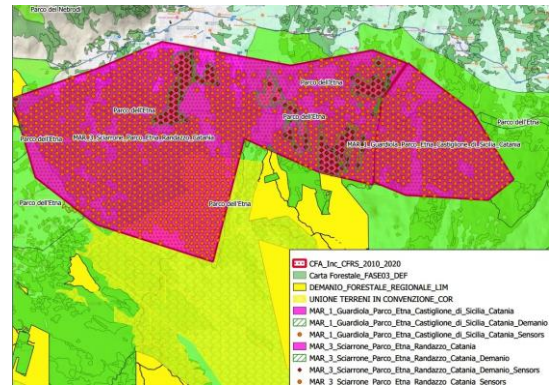 Parco dei Nebrodi
Parco dell'Etna
Parco dell'Etna
Parco dell'Etna
Parco dell'Etna
Parco dell'Etna
Parco dell'Etna
MAR_3_Sciarrone_Parco_Etna_Randazzo_Catania
MAR_1_Guardiola_Parco_Etna_Castiglione_di_Sicilia_Catania
Parco dell'Etna
Parco dell'Etna
CFA_Inc_CFRS_2010_2020
Carta Forestale_FASE03_DEF
DEMANIO_FORESTALE_REGIONALE_LIM
UNIONE TERRENI IN CONVENZIONE_COR
MAR_1_Guardiola_Parco_Etna_Castiglione_di_Sicilia_Catania
MAR_1_Guardiola_Parco_Etna_Castiglione_di_Sicilia_Catania_Demanio
MAR_1_Guardiola_Parco_Etna_Castiglione_di_Sicilia_Catania_Sensors
MAR_3_Sciarrone_Parco_Etna_Randazzo_Catania
MAR_3_Sciarrone_Parco_Etna_Randazzo_Catania_Demanio
MAR_3_Sciarrone_Parco_Etna_Randazzo_Catania_Demanio_Sensors
MAR_3_Sciarrone_Parco_Etna_Randazzo_Catania_Sensors